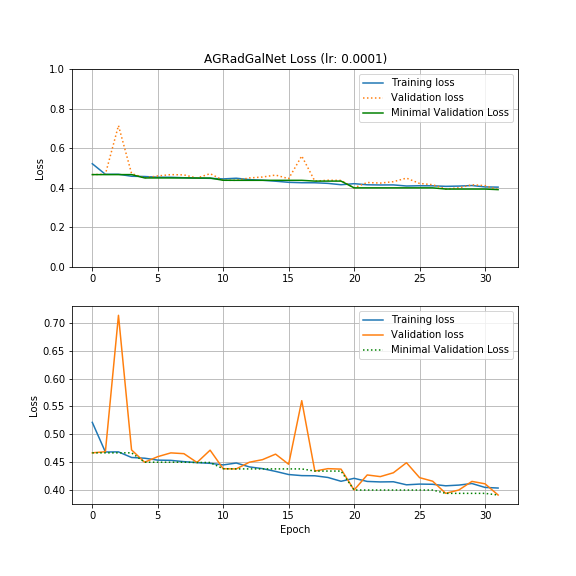 AGRadGalNet Loss (lr: 0.0001)
1.0
0.8
0.6
0.4
0.2
0.0
Loss
Training loss
Validation loss
Minimal Validation Loss
0 5 10 15 20 25 30
0.70
0.65
0.60
0.55
0.50
0.45
0.40
Loss
Training loss
Validation loss
Minimal Validation Loss
0 5 10 15 20 25 30
Epoch